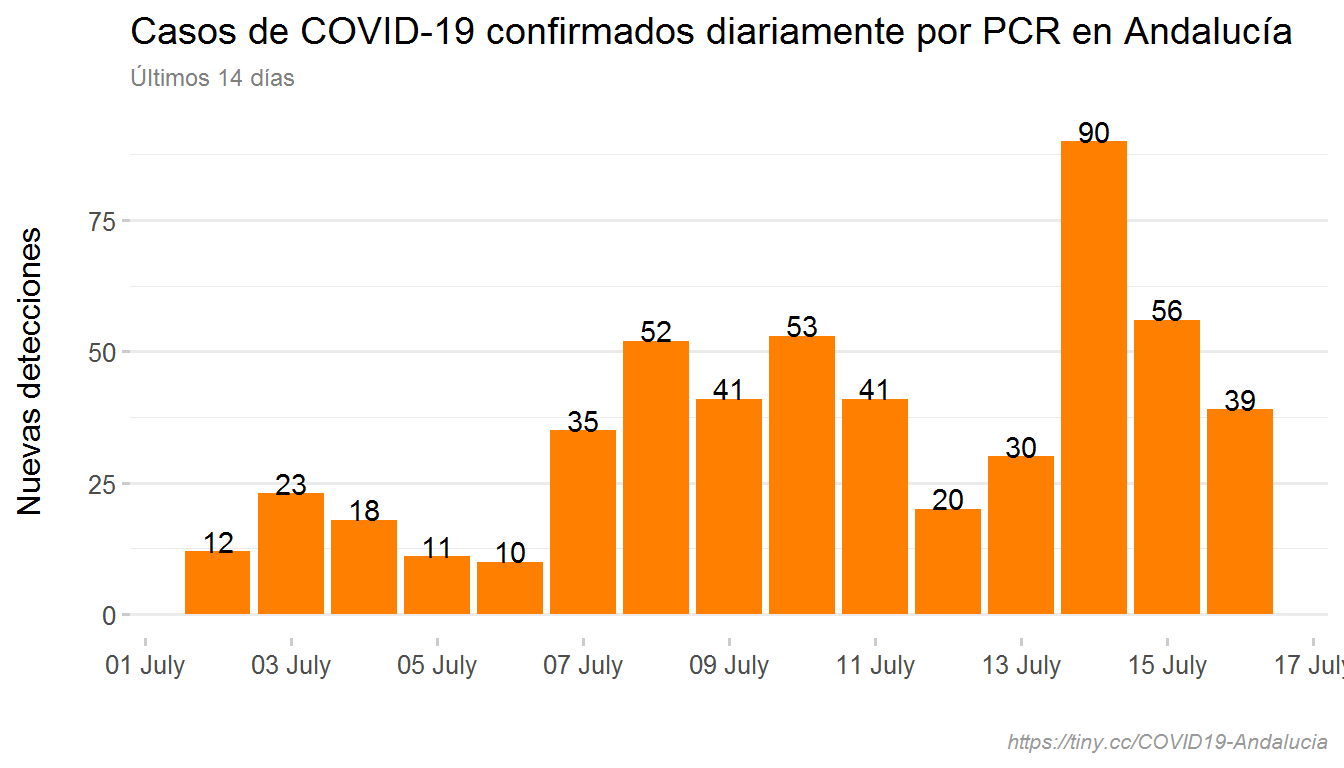 Casos de COVID-19 confirmados diariamente por PCR en Andalucía
Últimos 14 días
Nuevas detecciones
75
50
25
0
12
23
18
11
10
35
52
41
53
41
20
30
90
56
39
01 July
03 July
05 July
07 July
09 July
11 July
13 July
15 July
17 July
https://tiny.cc/COVID19-Andalucia